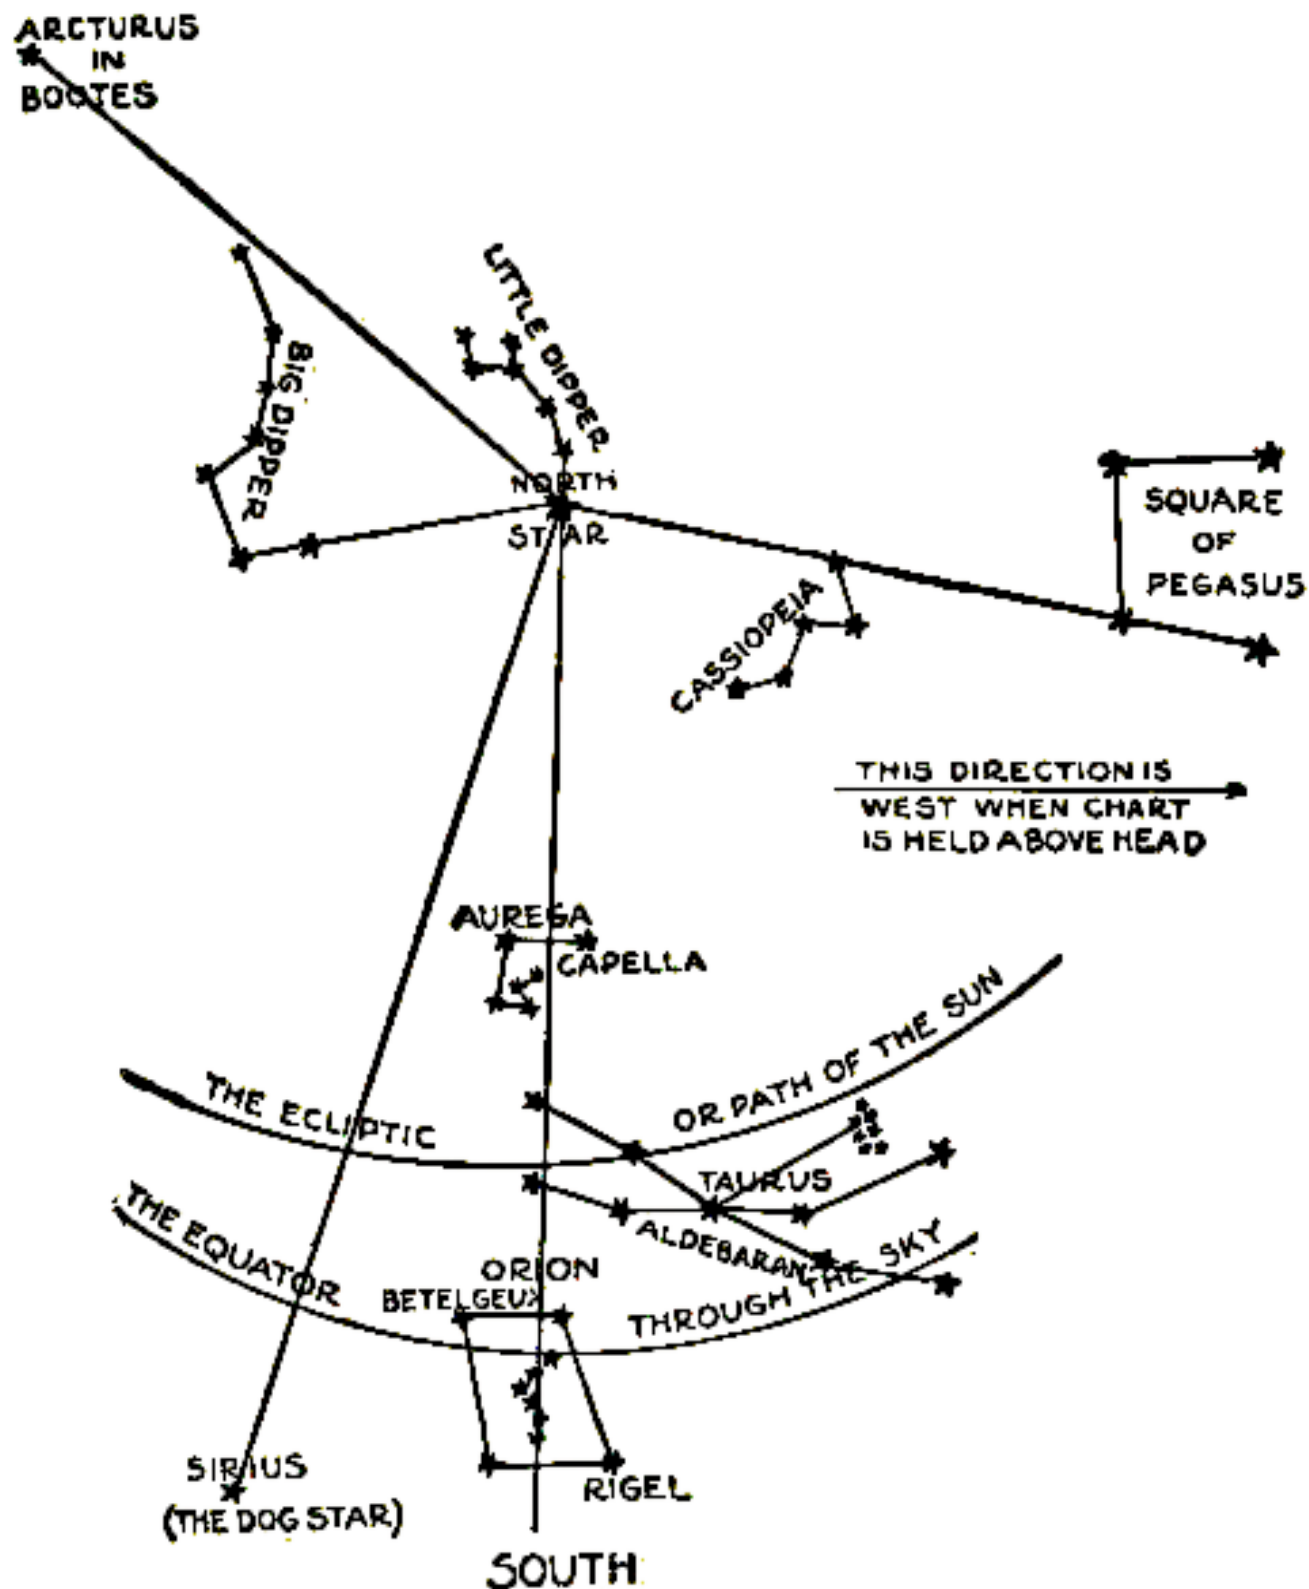 ARCTURUS
IN
BOOTES
LITTLE DIPPER
BIG DIPPER
NORTH
STAR
SQUARE
OF
PEGASUS
CASSIOPEIA
THIS DIRECTION IS
WEST WHEN CHART
IS HELD ABOVE HEAD
AUREGA
CAPELLA
THE ECLIPTIC OR PATH OF THE SUN
TAURUS
ALDEBARAN
THE EQUATOR THROUGH THE SKY
ORION
BETELGEUX
SIRIUS
(THE DOG STAR)
RIGEL
SOUTH